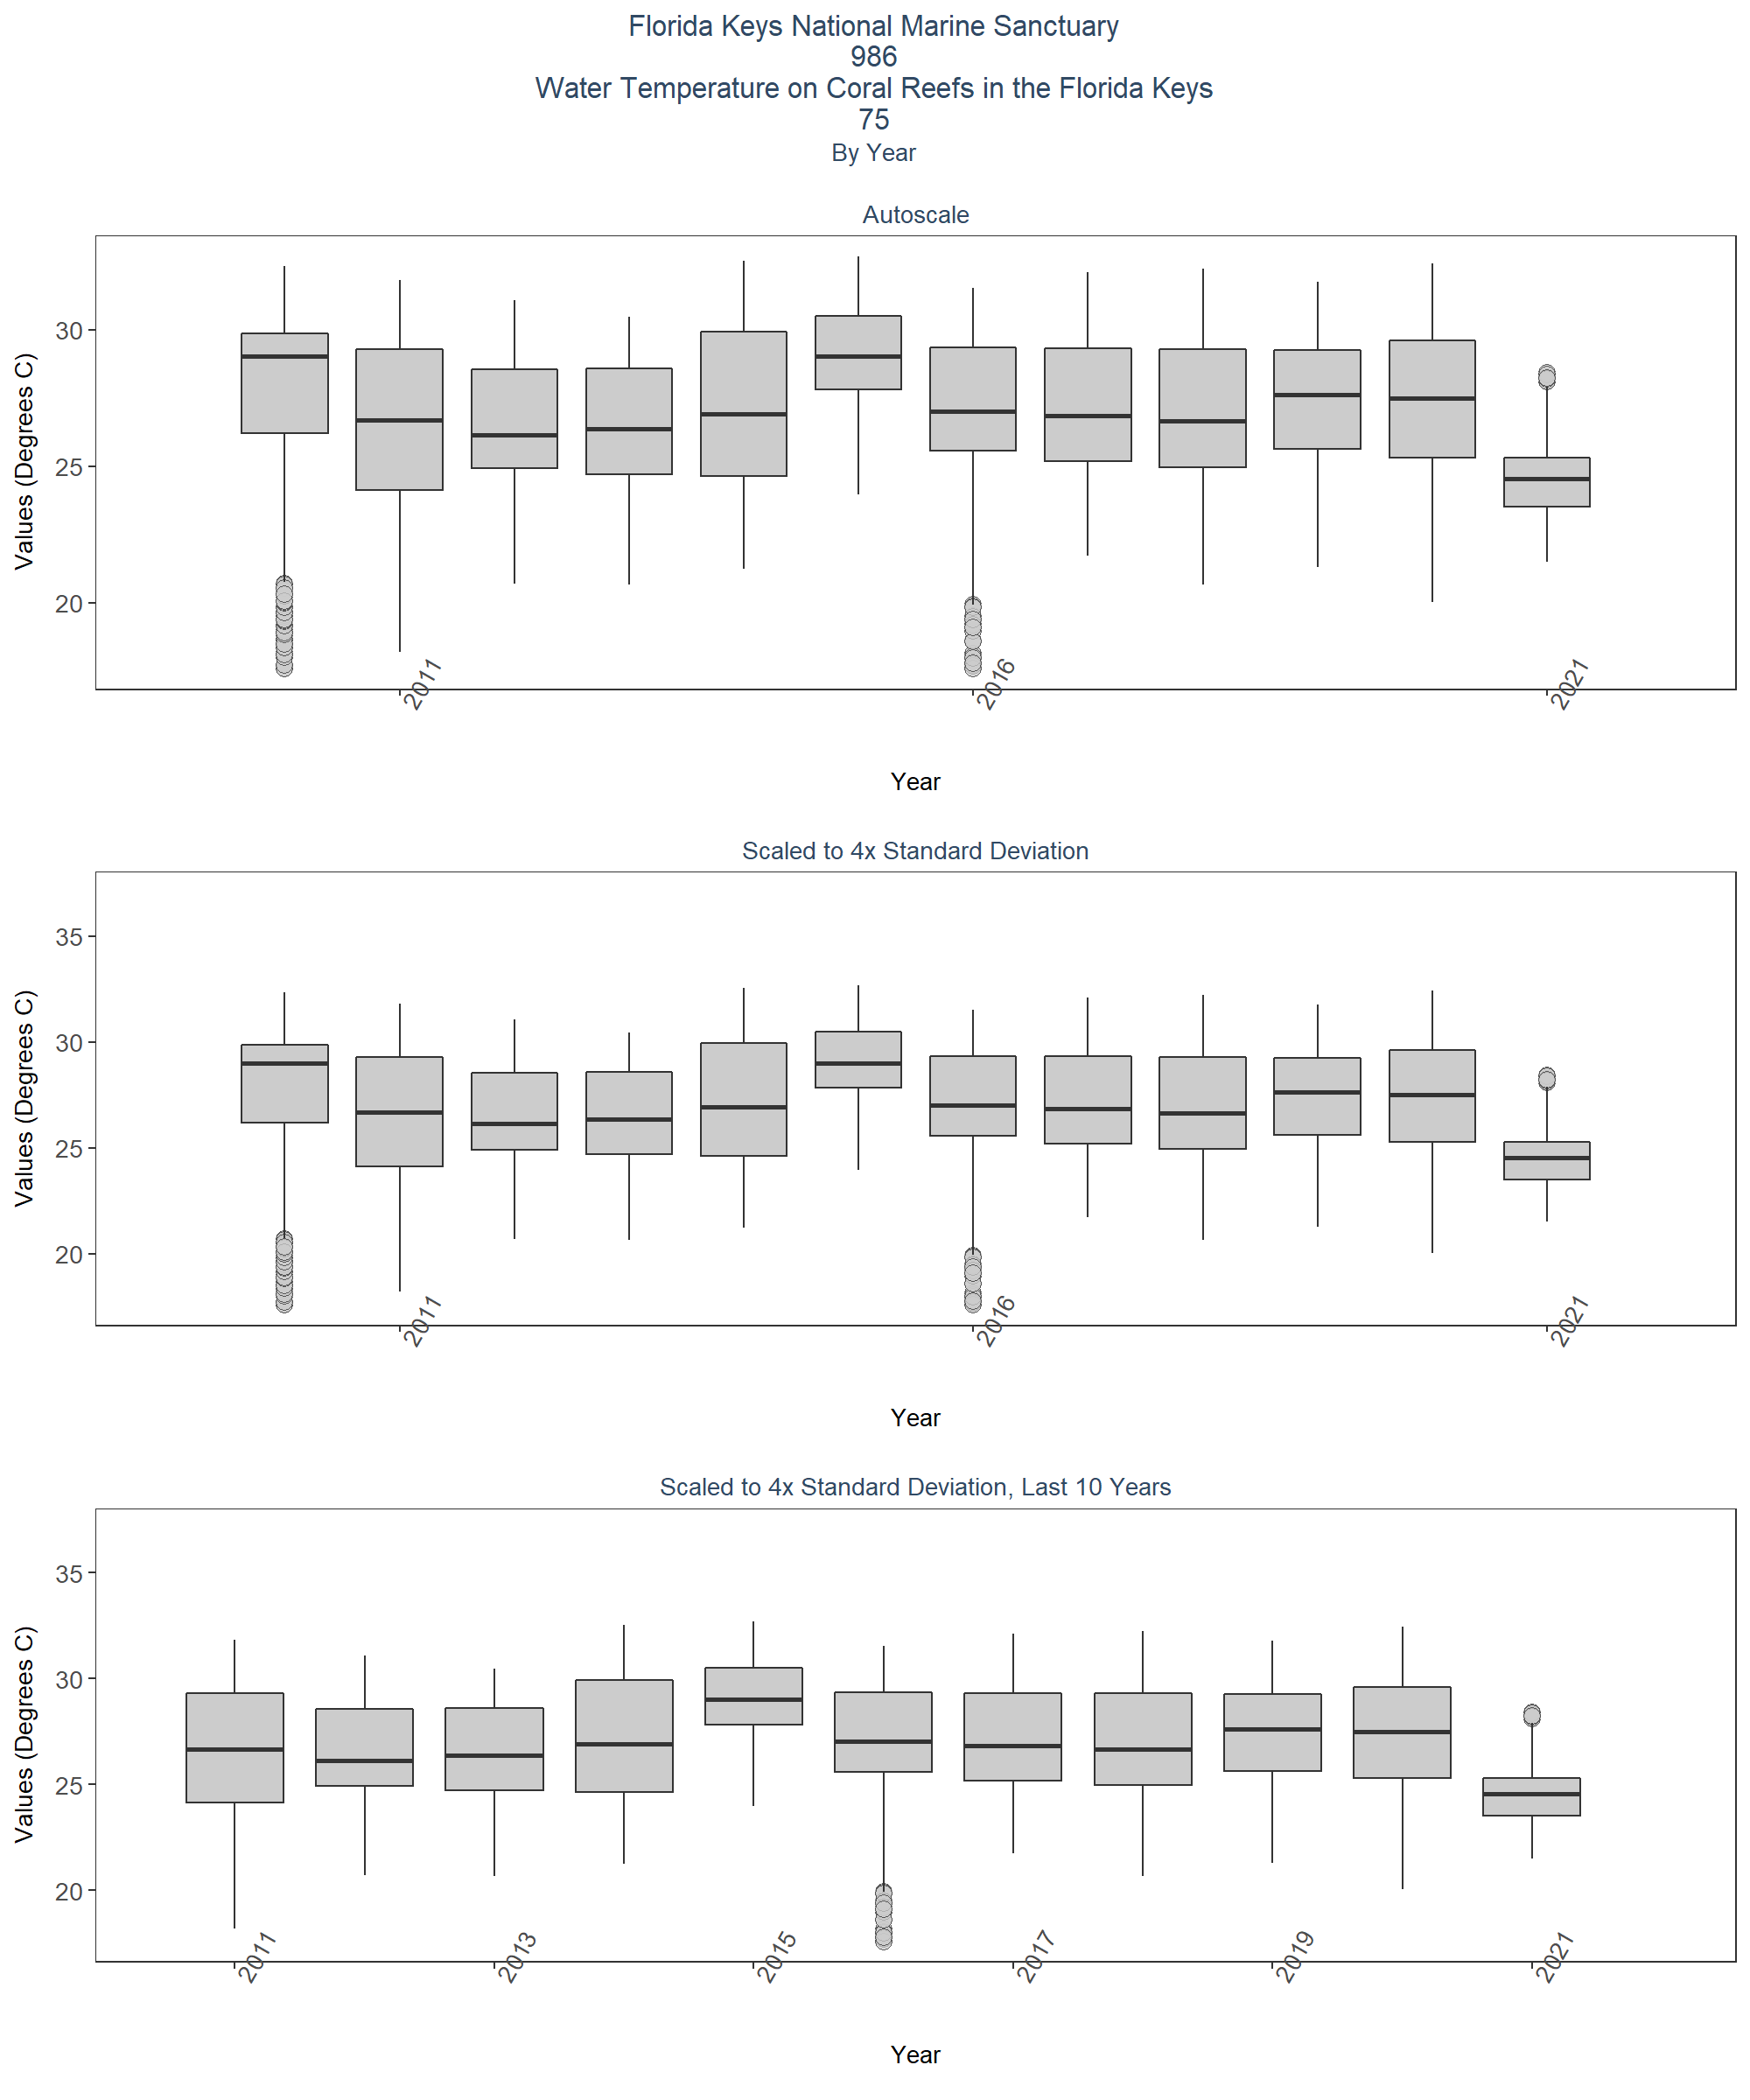 Florida Keys National Marine Sanctuary
986
Water Temperature on Coral Reefs in the Florida Keys
75
By Year
Autoscale
Values (Degrees C)
30
25
20
2011
2016
2021
Year
Scaled to 4x Standard Deviation
Values (Degrees C)
35
30
25
20
2011
2016
2021
Year
Scaled to 4x Standard Deviation, Last 10 Years
Values (Degrees C)
35
30
25
20
2011
2013
2015
2017
2019
2021
Year